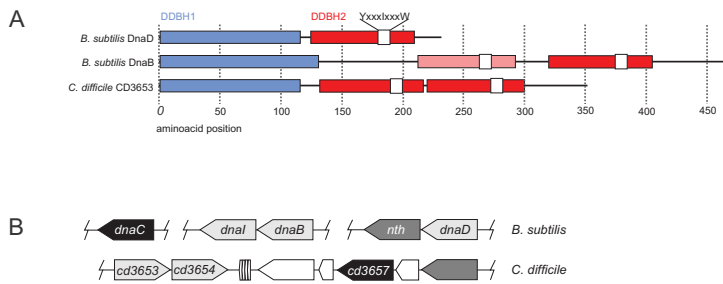 A
DDBH1 DDBH2 YxxxIxxxW
B. subtilis DnaD
B. subtilis DnaB
C. difficile CD3653
0 50 100 150 200 250 300 350 400 450
aminoacid position
B
dnaC dnaI dnaB nth dnaD B. subtilis
cd3653 cd3654 cd3657 C. difficile